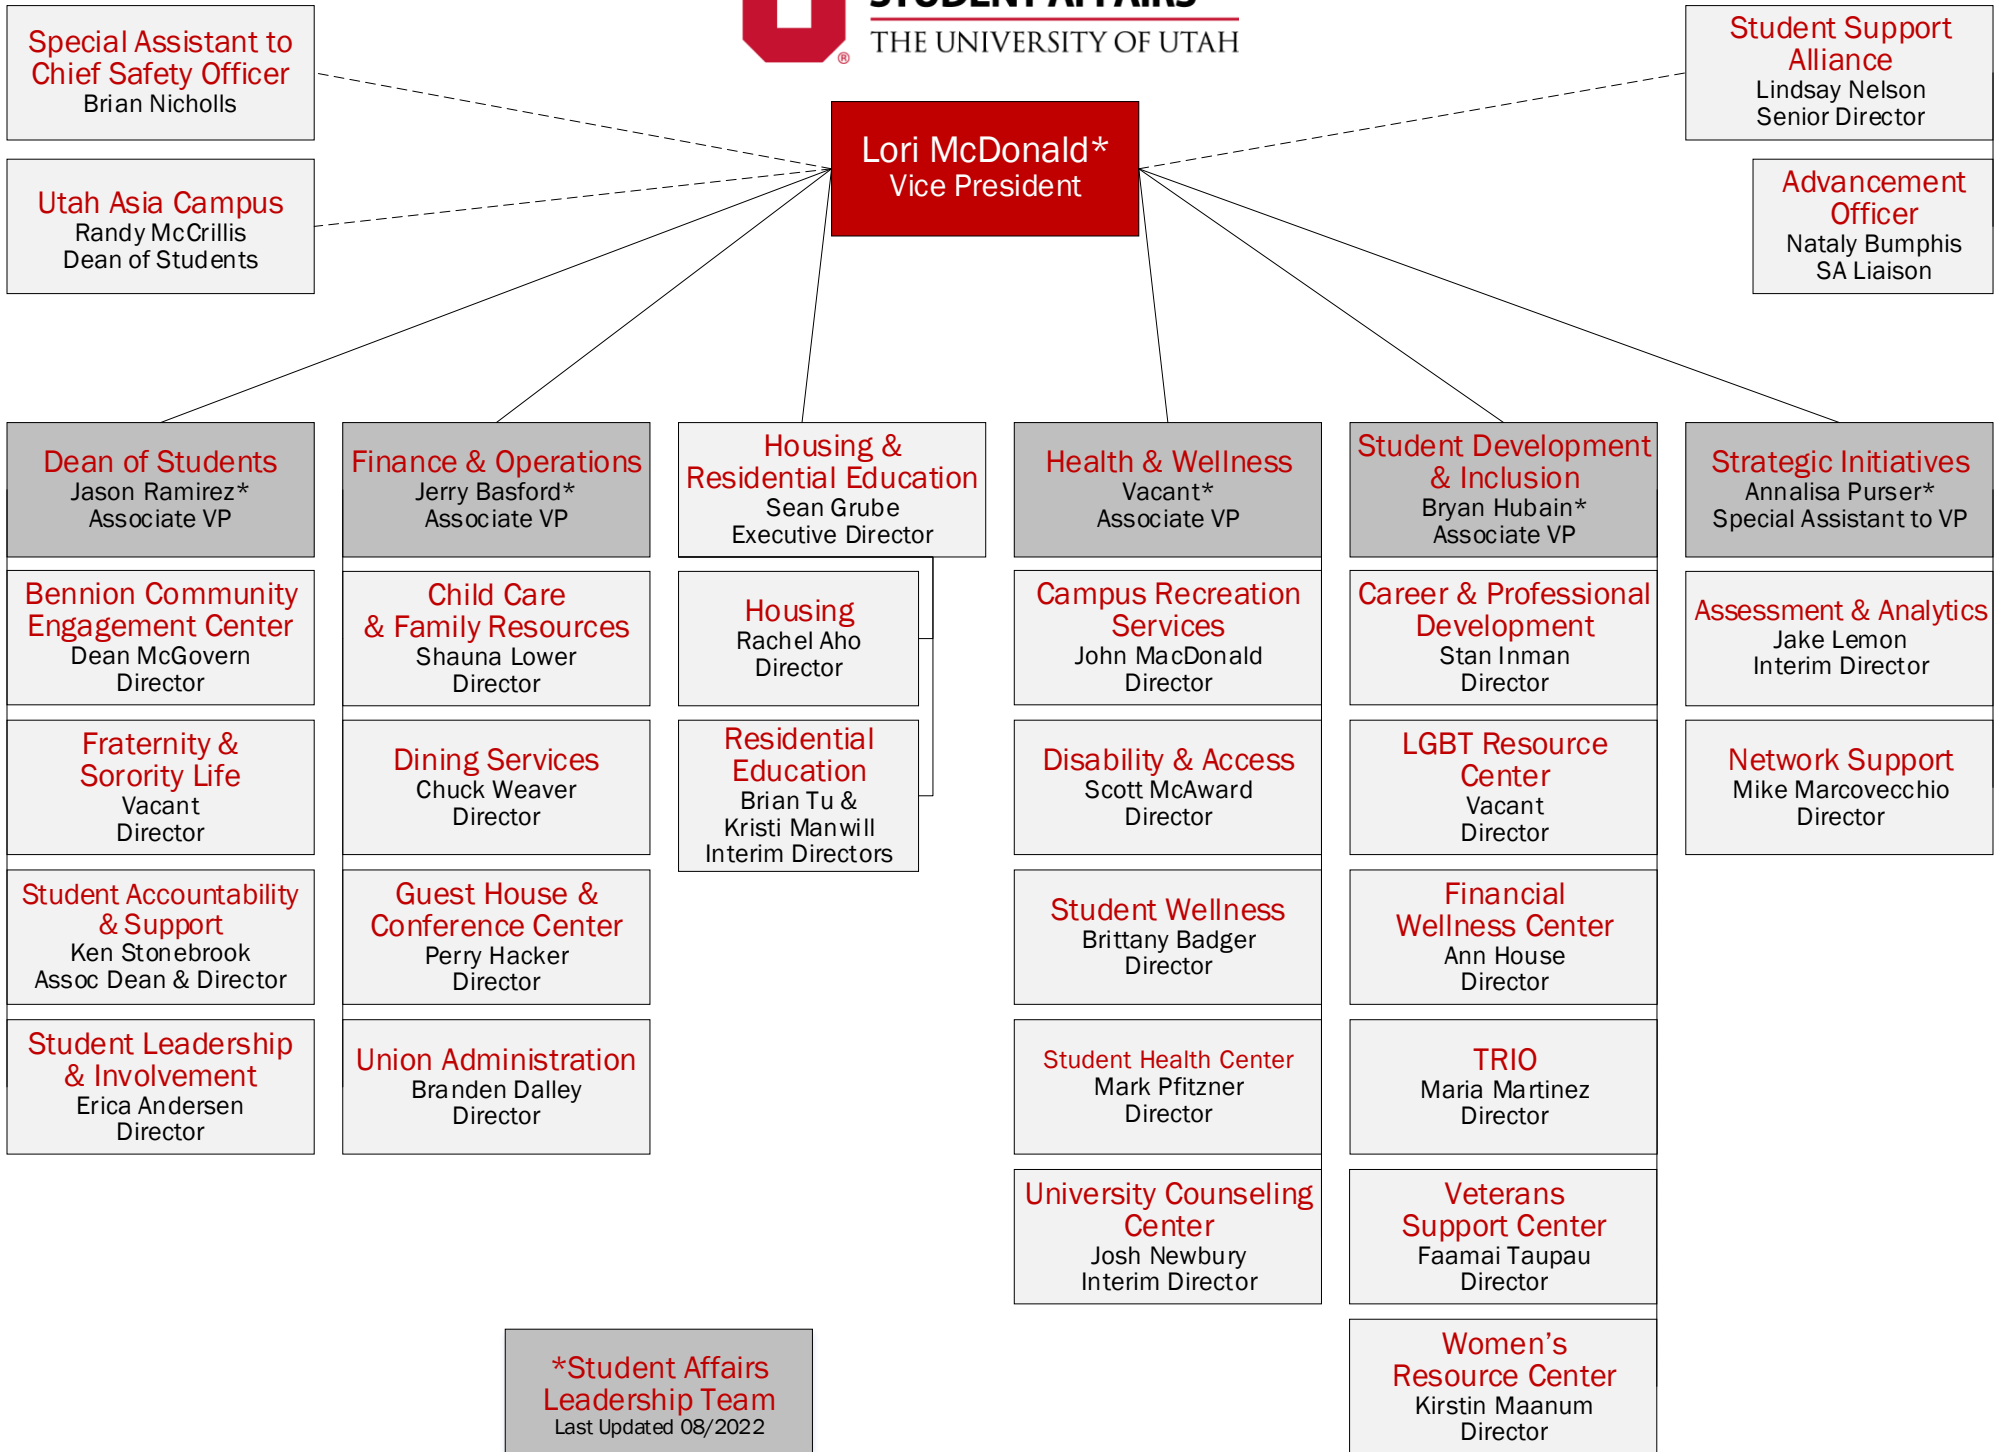 STUDENT AFFAIRS
THE UNIVERSITY OF UTAH
®
Special Assistant to
Chief Safety Officer
Brian Nicholls
Utah Asia Campus
Randy McCrillis
Dean of Students
Lori McDonald*
Vice President
Student Support
Alliance
Lindsay Nelson
Senior Director
Advancement
Officer
Nataly Bumphis
SA Liaison
Dean of Students
Jason Ramirez*
Associate VP
Bennion Community
Engagement Center
Dean McGovern
Director
Fraternity &
Sorority Life
Vacant
Director
Student Accountability
& Support
Ken Stonebrook
Assoc Dean & Director
Student Leadership
& Involvement
Erica Andersen
Director
Finance & Operations
Jerry Basford*
Associate VP
Child Care
& Family Resources
Shauna Lower
Director
Dining Services
Chuck Weaver
Director
Guest House &
Conference Center
Perry Hacker
Director
Union Administration
Branden Dalley
Director
Housing &
Residential Education
Sean Grube
Executive Director
Housing
Rachel Aho
Director
Residential
Education
Brian Tu &
Kristi Manwill
Interim Directors
Health & Wellness
Vacant*
Associate VP
Campus Recreation
Services
John MacDonald
Director
Disability & Access
Scott McAward
Director
Student Wellness
Brittany Badger
Director
Student Health Center
Mark Pfitzner
Director
University Counseling
Center
Josh Newbury
Interim Director
Student Development
& Inclusion
Bryan Hubain*
Associate VP
Career & Professional
Development
Stan Inman
Director
LGBT Resource
Center
Vacant
Director
Financial
Wellness Center
Ann House
Director
TRIO
Maria Martinez
Director
Veterans
Support Center
Faamai Taupau
Director
Women’s
Resource Center
Kirstin Maanum
Director
Strategic Initiatives
Annalisa Purser*
Special Assistant to VP
Assessment & Analytics
Jake Lemon
Interim Director
Network Support
Mike Marcovecchio
Director
*Student Affairs
Leadership Team
Last Updated 08/2022